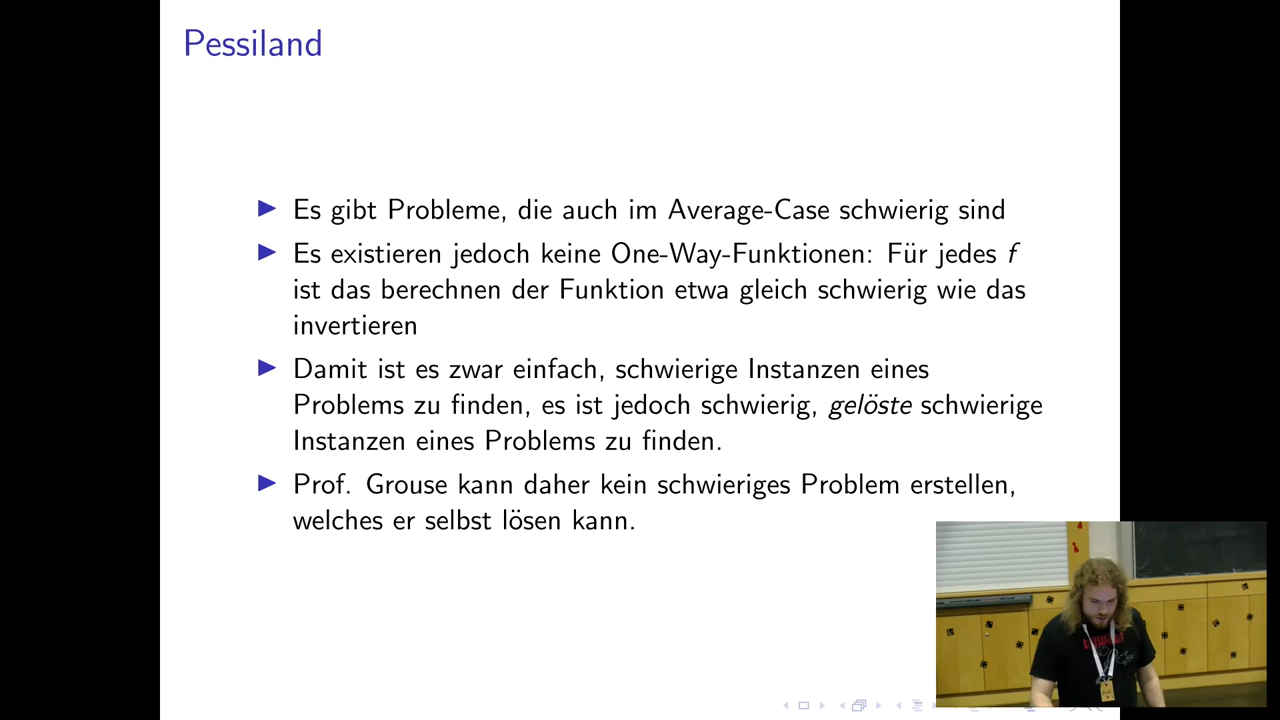 Pessiland
Es gibt Probleme, die auch im Average-Case schwierig sind
Es existieren jedoch keine One-Way-Funktionen: Für jedes f
ist das berechnen der Funktion etwa gleich schwierig wie das
invertieren
Damit ist es zwar einfach, schwierige Instanzen eines
Problems zu finden, es ist jedoch schwierig, gelöste schwierige
Instanzen eines Problems zu finden.
Prof. Grouse kann daher kein schwieriges Problem erstellen,
welches er selbst lösen kann.